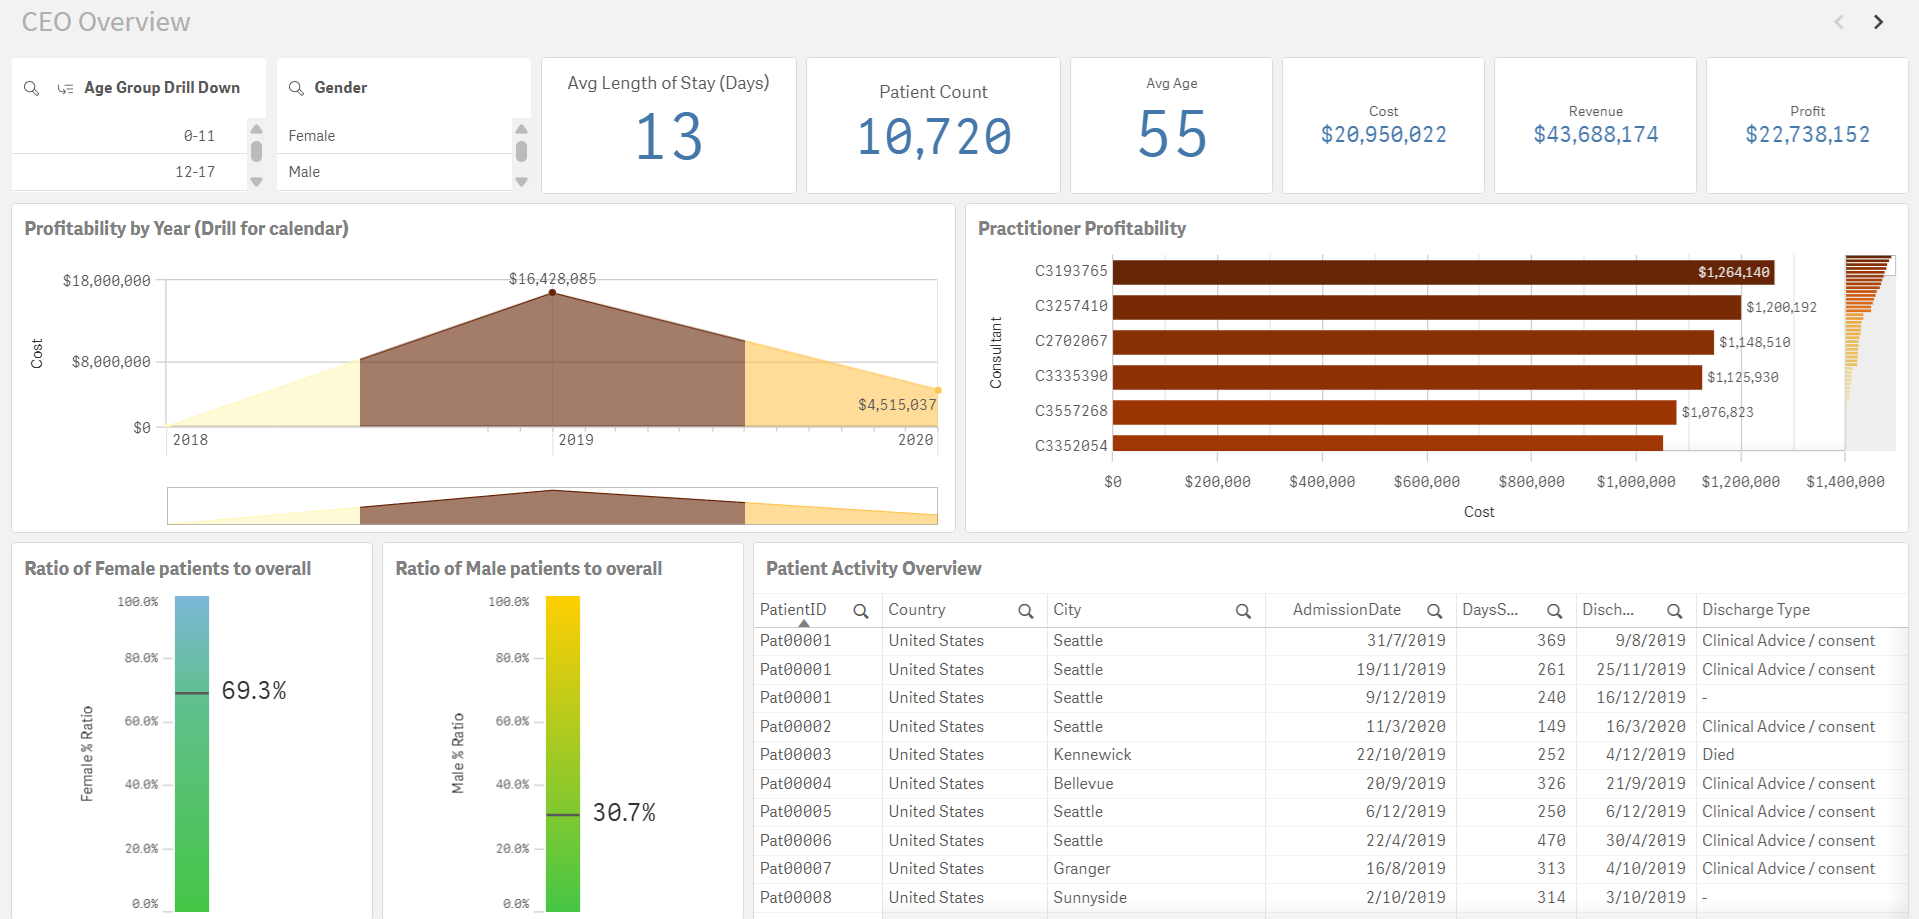 CEO Overview
Age Group Drill Down
0-11
12-17
Gender
Female
Male
Avg Length of Stay (Days)
13
Patient Count
10,720
Avg Age
55
Cost
$20,950,022
Revenue
$43,688,174
Profit
$22,738,152
Profitability by Year (Drill for calendar)
Cost
$18,000,000
$8,000,000
$0
$16,428,085
$4,515,037
2018
2019
2020
Practitioner Profitability
Consultant
C3193765
$1,264,140
C3257410
$1,200,192
C2702067
$1,148,510
C3335390
$1,125,930
C3557268
$1,076,823
C3352054
$0
$200,000
$400,000
$600,000
$800,000
$1,000,000
$1,200,000
$1,400,000
Cost
Ratio of Female patients to overall
Female % Ratio
100.0%
80.0%
60.0%
40.0%
20.0%
0.0%
69.3%
Ratio of Male patients to overall
Male % Ratio
100.0%
80.0%
60.0%
40.0%
20.0%
0.0%
30.7%
Patient Activity Overview
PatientID Country City AdmissionDate DaysS... Disch... Discharge Type
Pat00001 United States Seattle 31/7/2019 369 9/8/2019 Clinical Advice / consent
Pat00001 United States Seattle 19/11/2019 261 25/11/2019 Clinical Advice / consent
Pat00001 United States Seattle 9/12/2019 240 16/12/2019 -
Pat00002 United States Seattle 11/3/2020 149 16/3/2020 Clinical Advice / consent
Pat00003 United States Kennewick 22/10/2019 252 4/12/2019 Died
Pat00004 United States Bellevue 20/9/2019 326 21/9/2019 Clinical Advice / consent
Pat00005 United States Seattle 6/12/2019 250 6/12/2019 Clinical Advice / consent
Pat00006 United States Seattle 22/4/2019 470 30/4/2019 Clinical Advice / consent
Pat00007 United States Granger 16/8/2019 313 4/10/2019 Clinical Advice / consent
Pat00008 United States Sunnyside 2/10/2019 314 3/10/2019 -